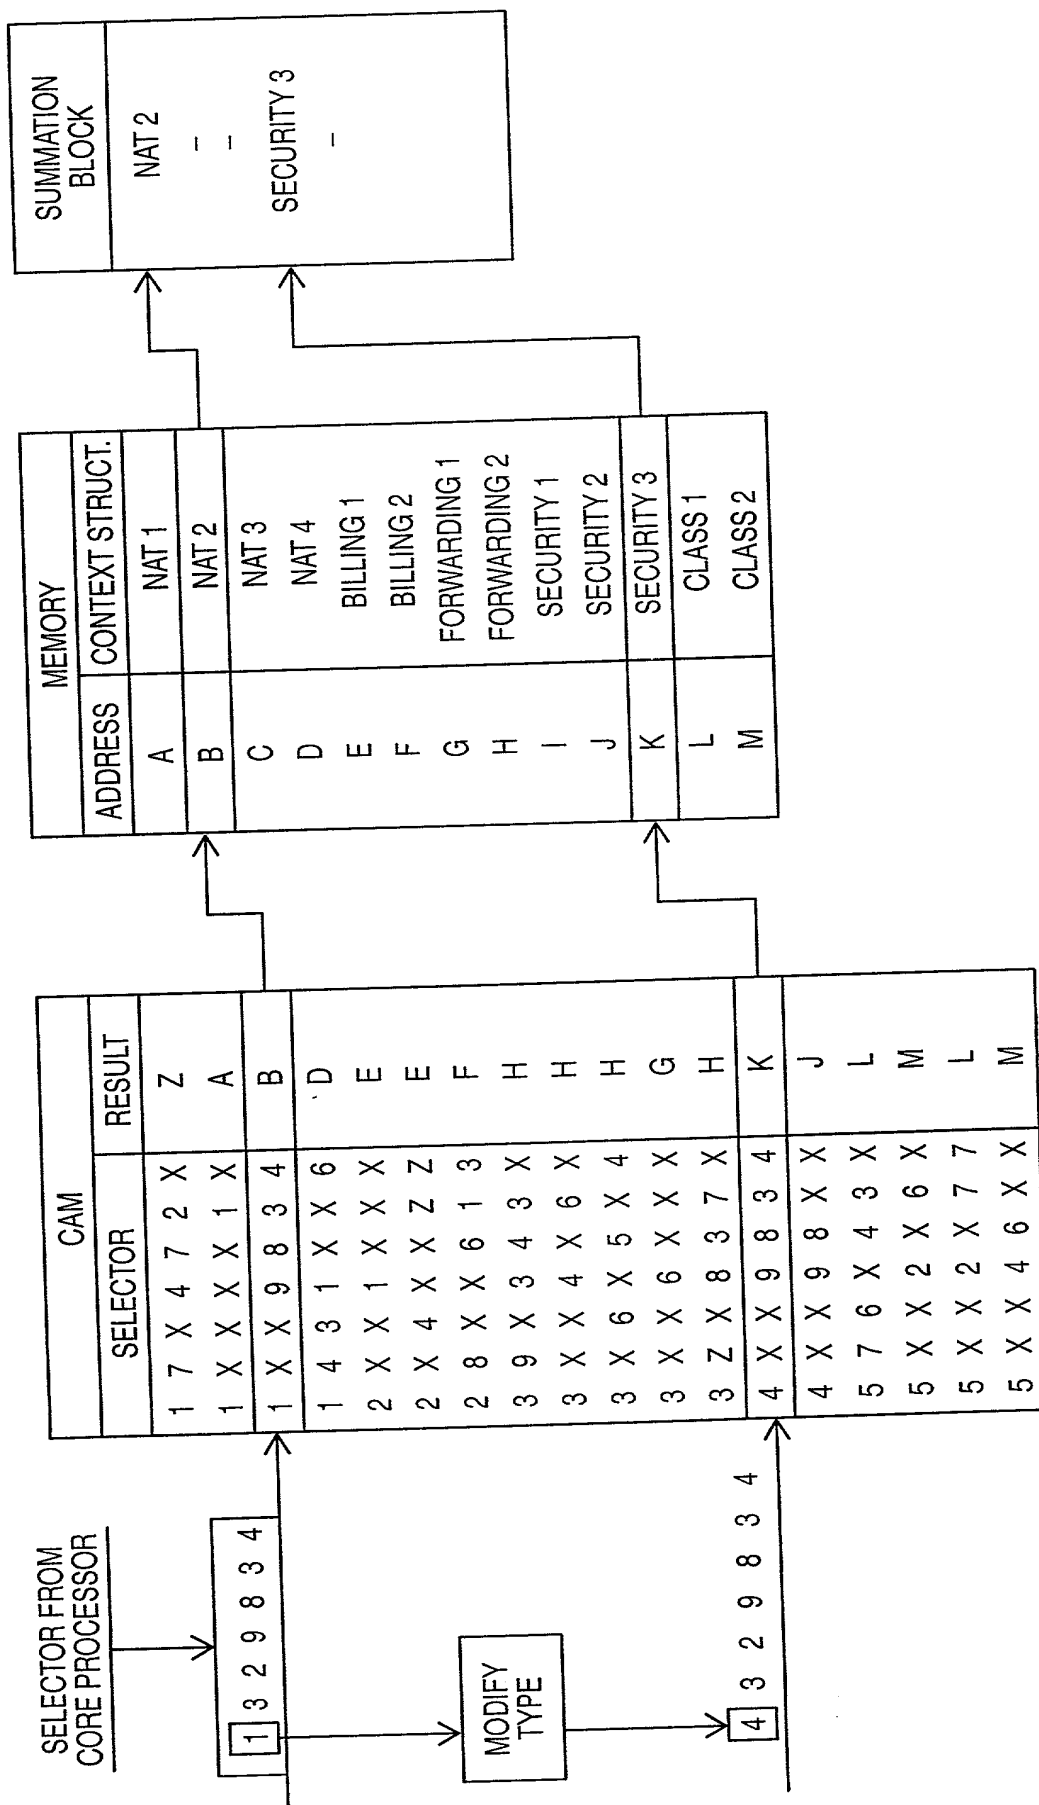 SELECTOR FROM
CORE PROCESSOR
1 3 2 9 8 3 4
MODIFY
TYPE
4 3 2 9 8 3 4
CAM
SELECTOR RESULT
1 7 X 4 7 2 X Z
1 X X X X 1 X A
1 X X 9 8 3 4 B
1 4 3 1 X X 6 D
2 X X 1 X X X E
2 X 4 X X Z Z E
2 8 X X 6 1 3 F
3 9 X 3 4 3 X H
3 X X 4 X 6 X H
3 X 6 X 5 X 4 H
3 X X 6 X X X G
3 Z X 8 3 7 X H
4 X X 9 8 3 4 K
4 X X 9 8 X X J
5 7 6 X 4 3 X L
5 X X 2 X 6 X M
5 X X 2 X 7 7 L
5 X X 4 6 X X M
MEMORY
ADDRESS CONTEXT STRUCT.
A NAT 1
B NAT 2
C NAT 3
D NAT 4
E BILLING 1
F BILLING 2
G FORWARDING 1
H FORWARDING 2
I SECURITY 1
J SECURITY 2
K SECURITY 3
L CLASS 1
M CLASS 2
SUMMATION
BLOCK
NAT 2
–
–
SECURITY 3
–